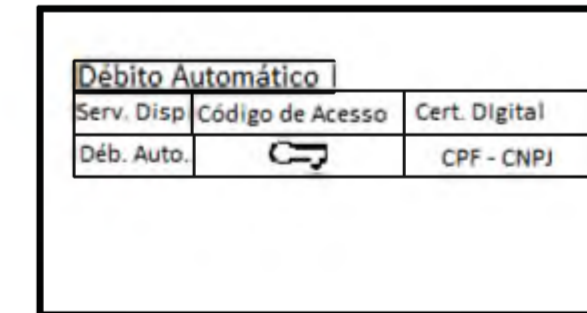 Débito Automático
Serv. Disp Código de Acesso Cert. DIgital
Déb. Auto. CPF - CNPJ